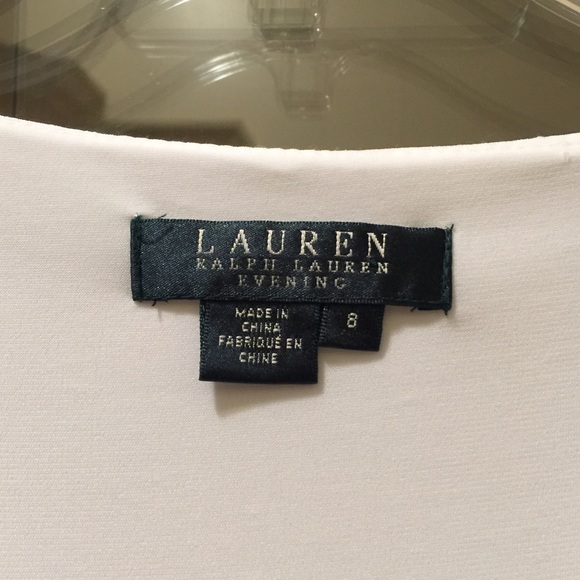 LAUREN
RALPH LAUREN
EVENING
MADE IN
CHINA
FABRIQUÉ EN
CHINE
8